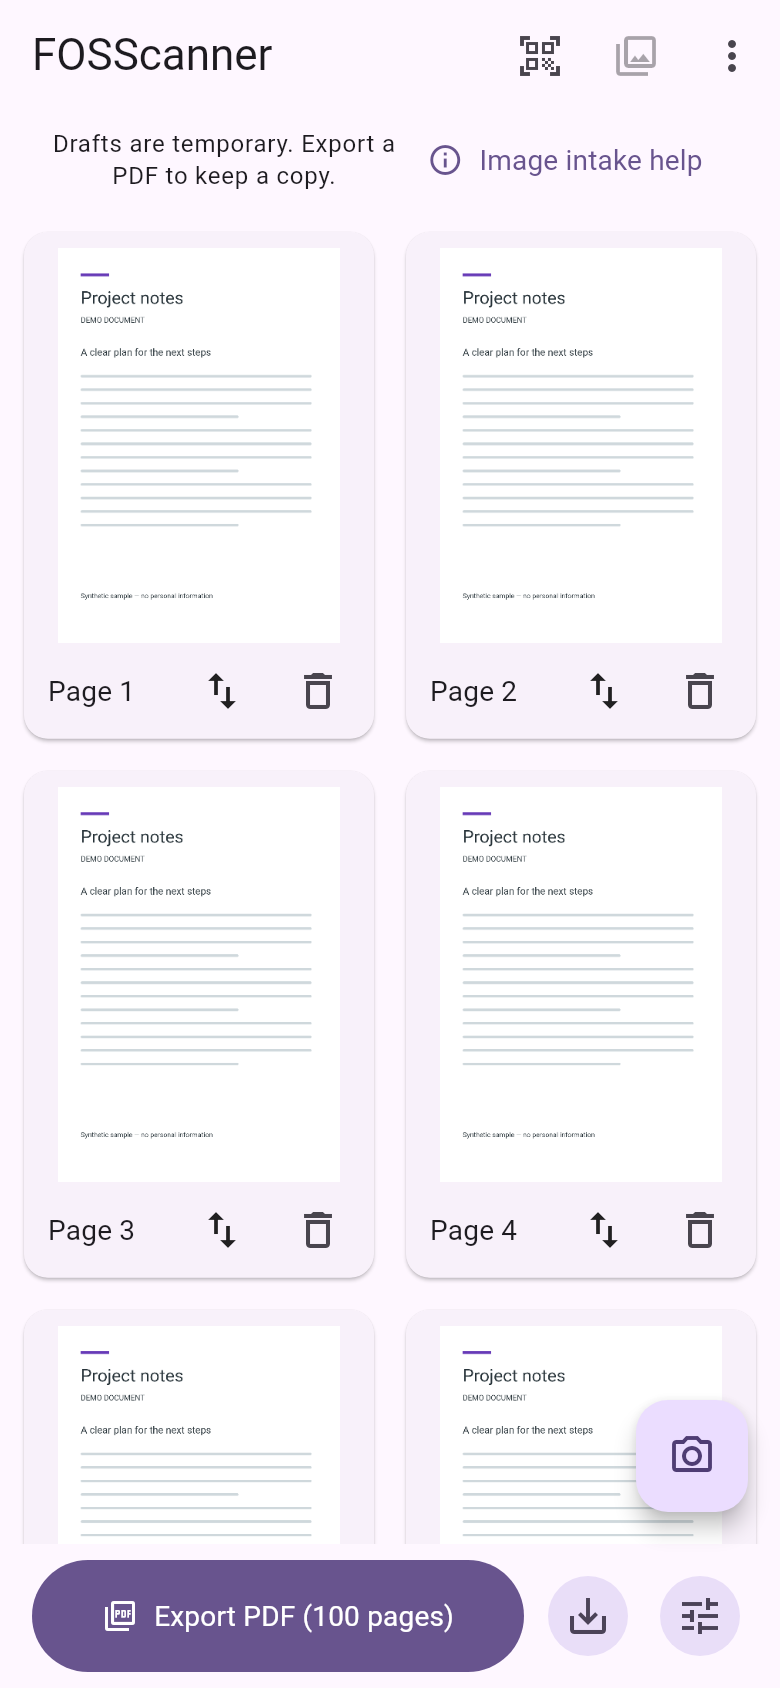 FOSScanner
Drafts are temporary. Export a
PDF to keep a copy.
Image intake help
Project notes
DEMO DOCUMENT
A clear plan for the next steps
Synthetic sample — no personal information
Page 1
Project notes
DEMO DOCUMENT
A clear plan for the next steps
Synthetic sample — no personal information
Page 2
Project notes
DEMO DOCUMENT
A clear plan for the next steps
Synthetic sample — no personal information
Page 3
Project notes
DEMO DOCUMENT
A clear plan for the next steps
Synthetic sample — no personal information
Page 4
Project notes
DEMO DOCUMENT
A clear plan for the next steps
Project notes
DEMO DOCUMENT
A clear plan for the next steps
PDF
Export PDF (100 pages)